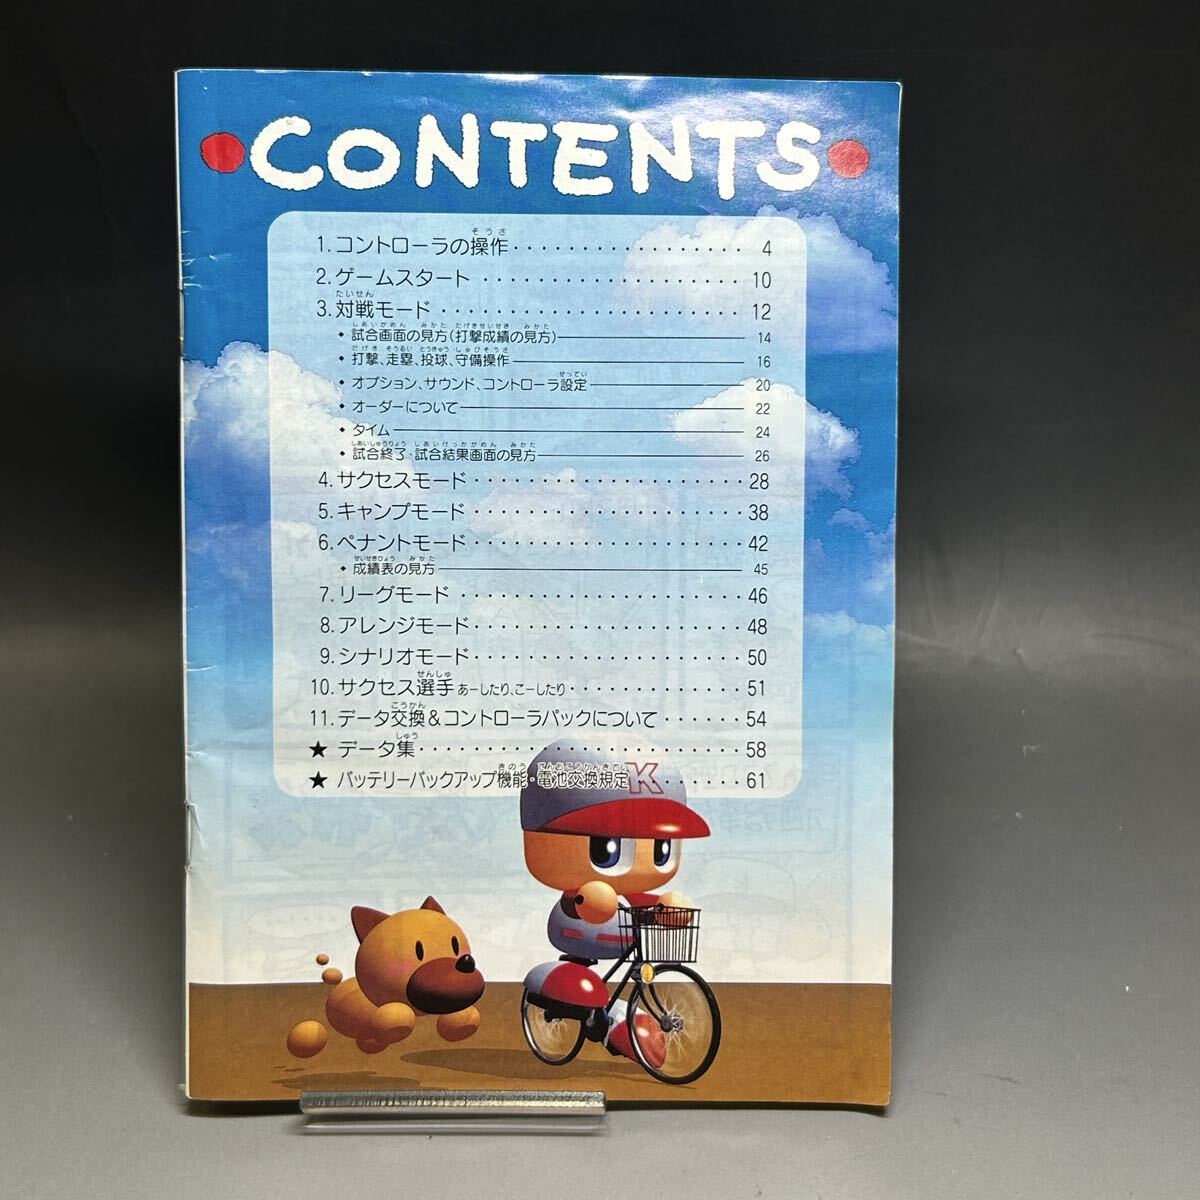 CONTENTS
1. コントローラの操作 4
2. ゲームスタート 10
3. 対戦モード 12
◆ 試合画面の見方(打撃成績の見方) 14
◆ 打撃、走塁、投球、守備操作 16
◆ オプション、サウンド、コントローラ設定 20
◆ オーダーについて 22
◆ タイム 24
◆ 試合終了・試合結果画面の見方 26
4. サクセスモード 28
5. キャンプモード 38
6. ペナントモード 42
◆ 成績表の見方 45
7. リーグモード 46
8. アレンジモード 48
9. シナリオモード 50
10. サクセス選手 あーしたり、こーしたり 51
11. データ交換&コントローラパックについて 54
★ データ集 58
★ バッテリーバックアップ機能・電池交換規定 61
K